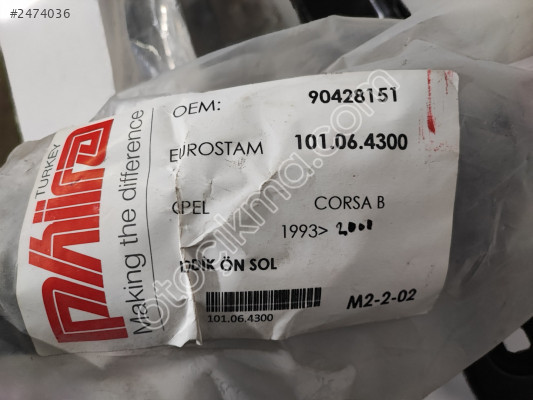 #2474036
OEM: 90428151
EUROSTAM 101.06.4300
OPEL CORSA B
1993> 2001
ÖN SOL
101.06.4300
M2-2-02
TURKEY
phira
Making the difference
otocikma.com